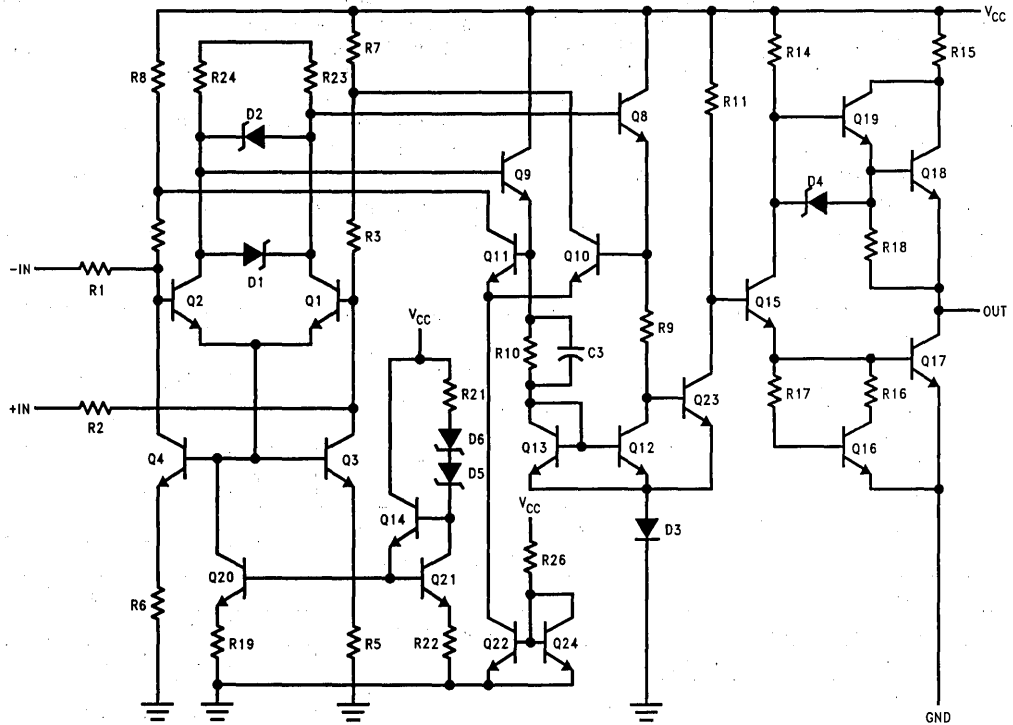 VCC
R8
R24
R23
R7
R14
R15
D2
Q8
R11
Q19
Q9
Q18
D4
R3
Q11
Q10
R18
-IN
R1
D1
Q2
Q1
Q15
OUT
VCC
R9
R10
C3
R21
R17
R16
Q17
+IN
R2
Q23
D6
Q4
Q3
D5
Q13
Q12
Q16
VCC
Q14
D3
R26
Q20
Q21
R6
R19
R22
R5
Q22
Q24
GND